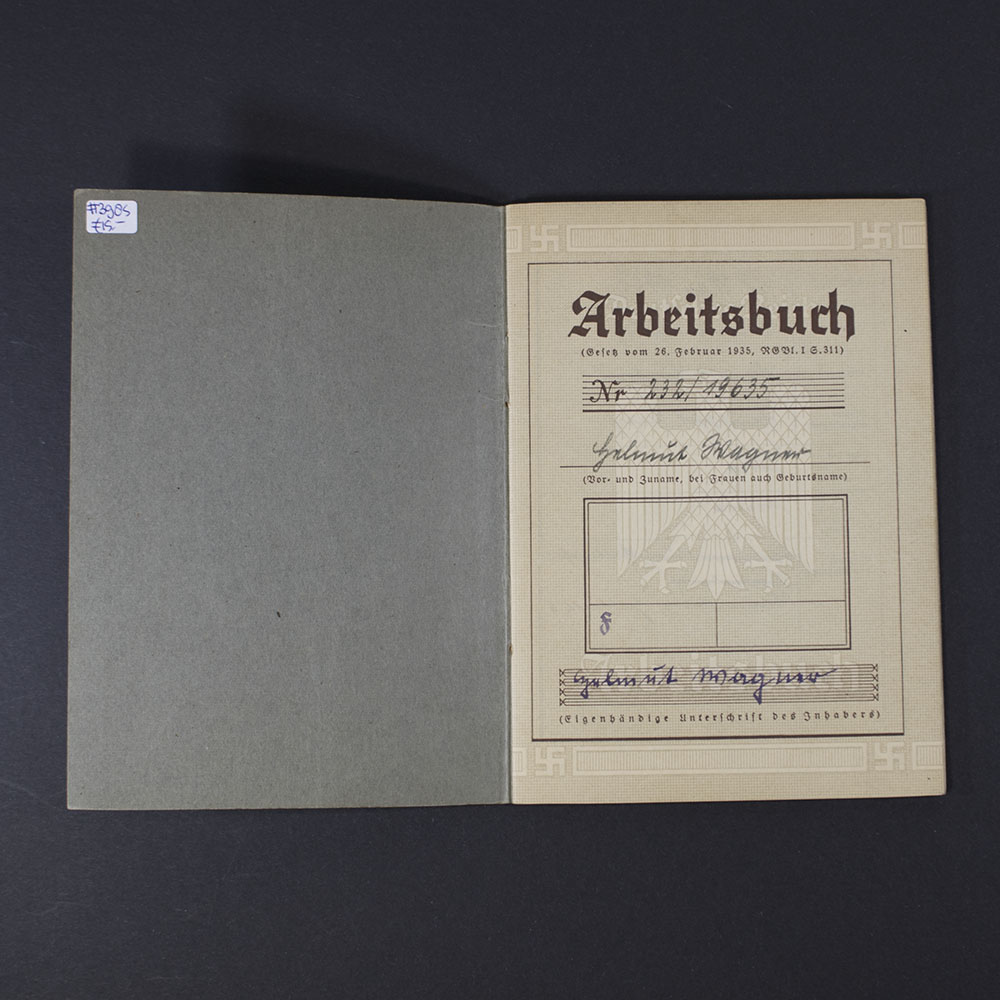 #3985
£15-
Arbeitsbuch
(Gesetz vom 26. Februar 1935, RGBl. I S. 311)
Nr 232/19635
Helmut Wagner
(Vor- und Zuname, bei Frauen auch Geburtsname)
F
Helmut Wagner
(Eigenhändige Unterschrift des Inhabers)